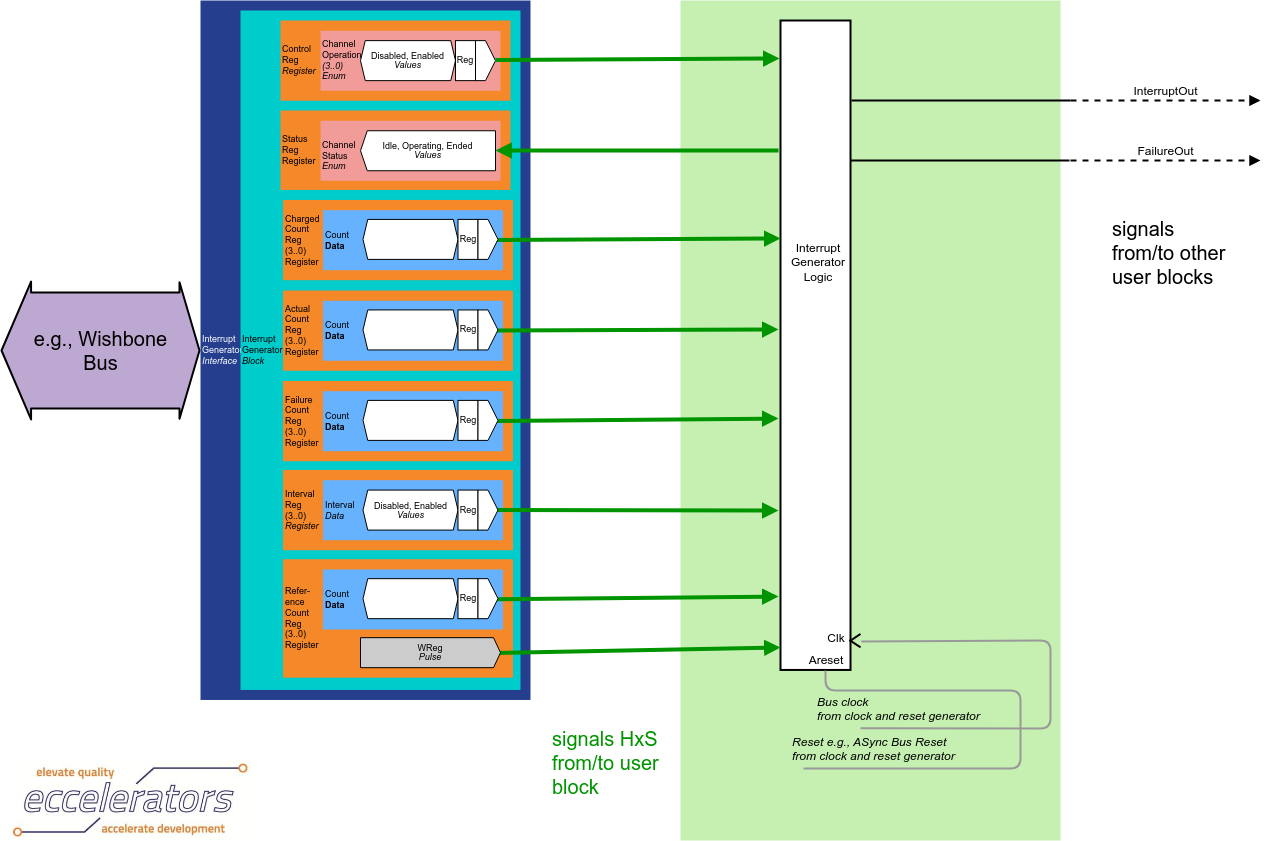 Control
Reg
Register
Channel
Operation
(3..0)
Enum
Disabled, Enabled
Values
Reg
Status
Reg
Register
Channel
Status
Enum
Idle, Operating, Ended
Values
Charged
Count
Reg
(3..0)
Register
Count
Data
Reg
Actual
Count
Reg
(3..0)
Register
Count
Data
Reg
Failure
Count
Reg
(3..0)
Register
Count
Data
Reg
Interval
Reg
(3..0)
Register
Interval
Data
Disabled, Enabled
Values
Reg
Refer-
ence
Count
Reg
(3..0)
Register
Count
Data
Reg
WReg
Pulse
e.g., Wishbone
Bus
Interrupt
Generator
Interface
Interrupt
Generator
Block
Interrupt
Generator
Logic
Clk
Areset
InterruptOut
FailureOut
signals
from/to other
user blocks
Bus clock
from clock and reset generator
Reset e.g., ASync Bus Reset
from clock and reset generator
signals HxS
from/to user
block
elevate quality
eccelerators
accelerate development